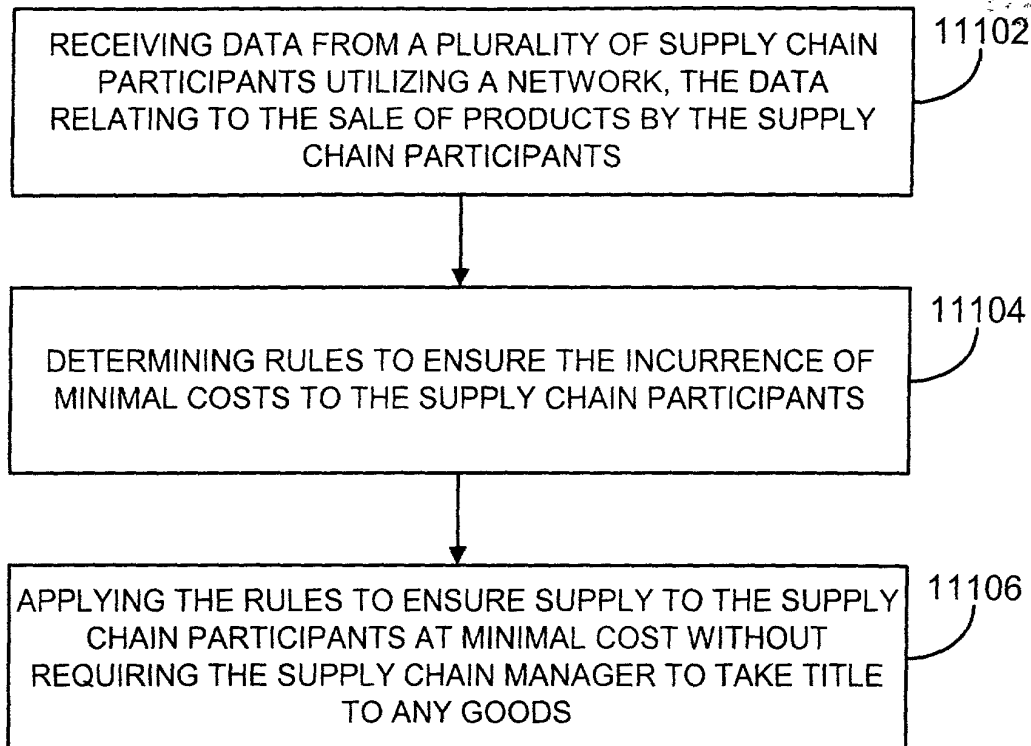 RECEIVING DATA FROM A PLURALITY OF SUPPLY CHAIN
PARTICIPANTS UTILIZING A NETWORK, THE DATA
RELATING TO THE SALE OF PRODUCTS BY THE SUPPLY
CHAIN PARTICIPANTS
11102
DETERMINING RULES TO ENSURE THE INCURRENCE OF
MINIMAL COSTS TO THE SUPPLY CHAIN PARTICIPANTS
11104
APPLYING THE RULES TO ENSURE SUPPLY TO THE SUPPLY
CHAIN PARTICIPANTS AT MINIMAL COST WITHOUT
REQUIRING THE SUPPLY CHAIN MANAGER TO TAKE TITLE
TO ANY GOODS
11106